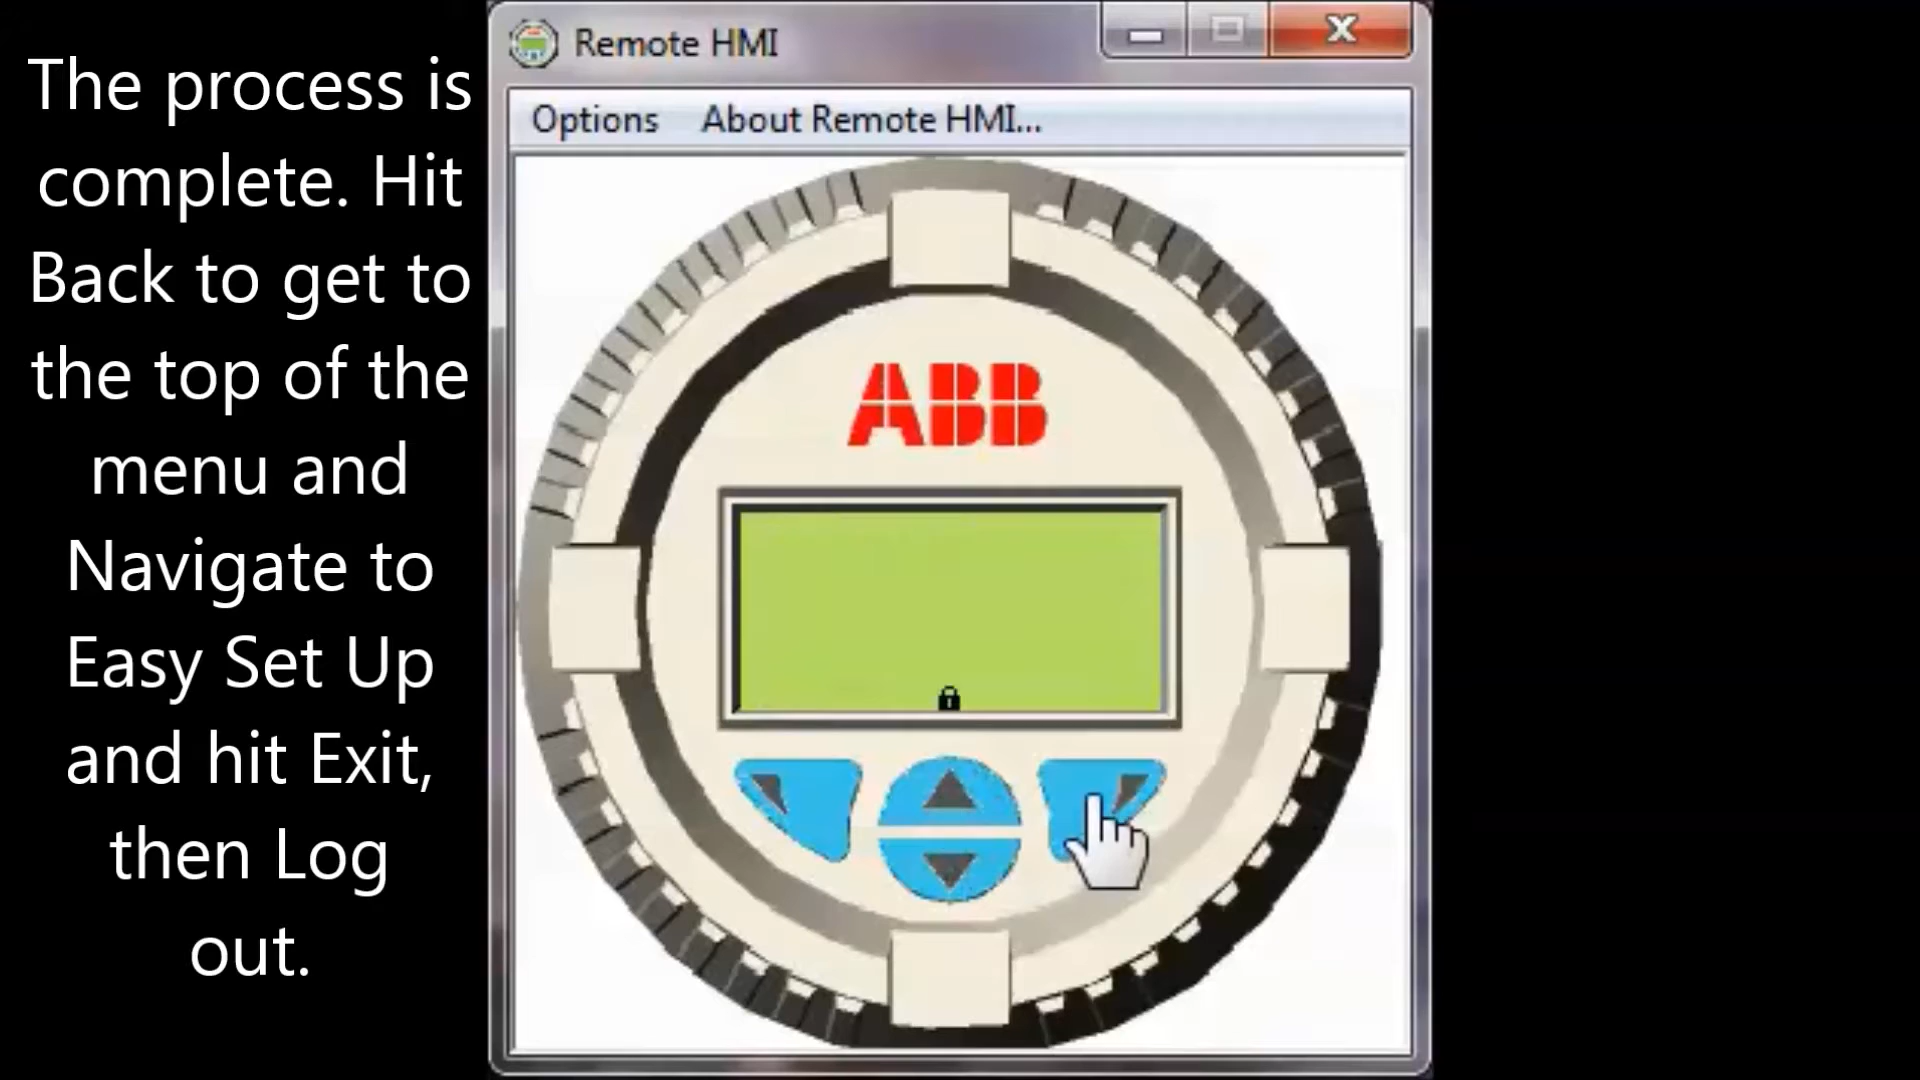 The process is
complete. Hit
Back to get to
the top of the
menu and
Navigate to
Easy Set Up
and hit Exit,
then Log
out.
Remote HMI
Options About Remote HMI...
ABB